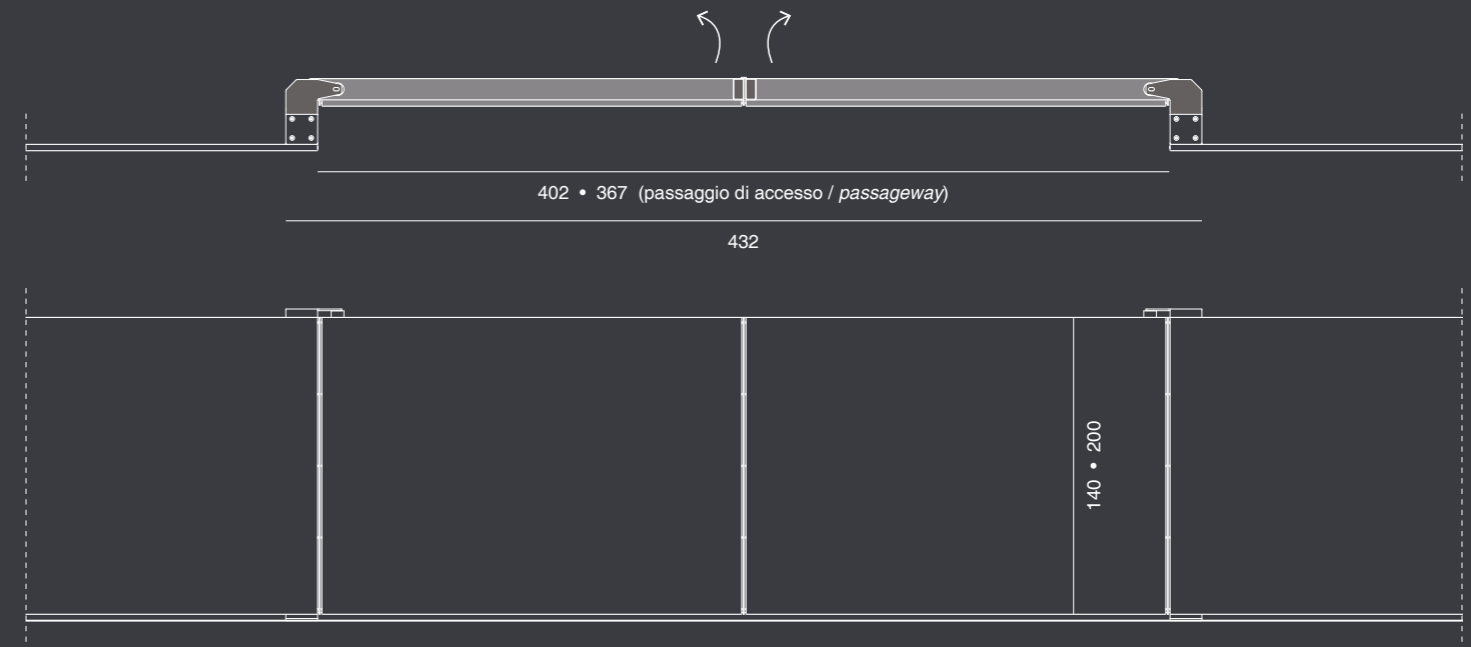 402 • 367 (passaggio di accesso / passageway)
432
140 • 200